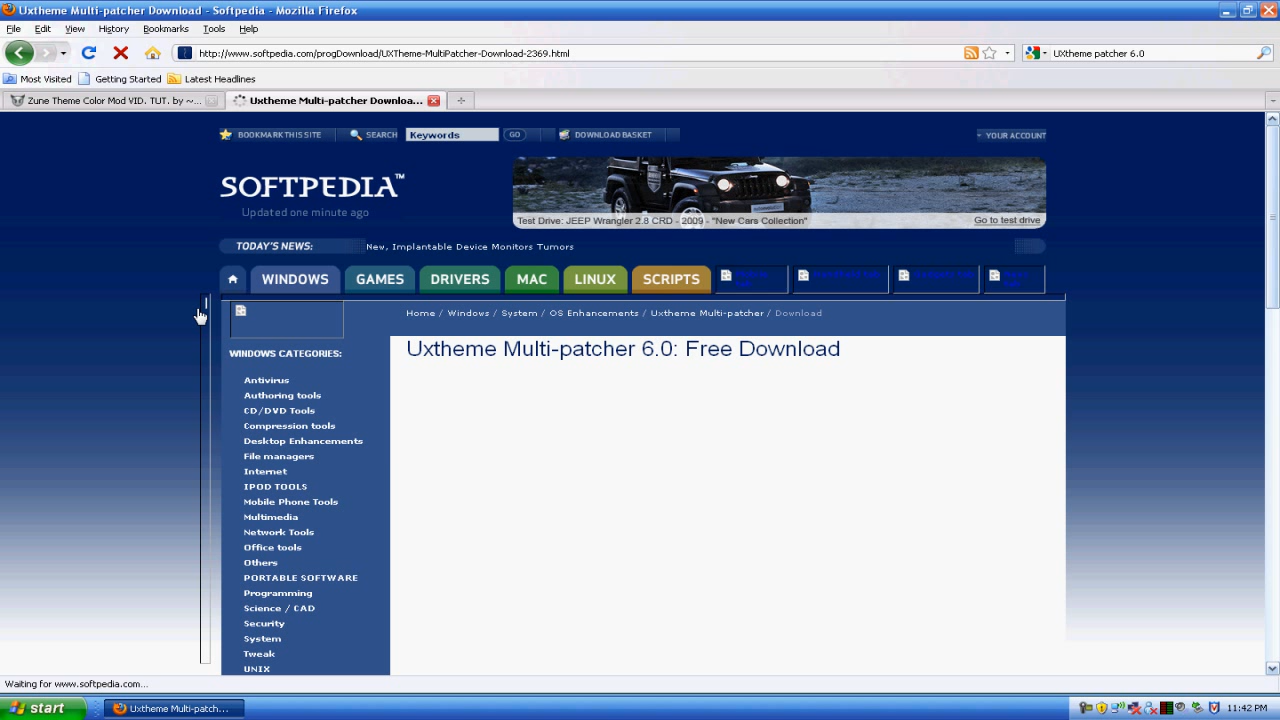 Uxtheme Multi-patcher Download - Softpedia - Mozilla Firefox
File Edit View History Bookmarks Tools Help
http://www.softpedia.com/progDownload/UXTheme-MultiPatcher-Download-2369.html UXtheme patcher 6.0
Most Visited Getting Started Latest Headlines
Zune Theme Color Mod VID. TUT. by ~... Uxtheme Multi-patcher Downloa...
BOOKMARK THIS SITE SEARCH Keywords GO DOWNLOAD BASKET YOUR ACCOUNT
SOFTPEDIA™
Updated one minute ago
Test Drive: JEEP Wrangler 2.8 CRD - 2009 - "New Cars Collection" Go to test drive
TODAY'S NEWS: New, Implantable Device Monitors Tumors
WINDOWS GAMES DRIVERS MAC LINUX SCRIPTS
Home / Windows / System / OS Enhancements / Uxtheme Multi-patcher / Download
Uxtheme Multi-patcher 6.0: Free Download
WINDOWS CATEGORIES:
Antivirus
Authoring tools
CD/DVD Tools
Compression tools
Desktop Enhancements
File managers
Internet
IPOD TOOLS
Mobile Phone Tools
Multimedia
Network Tools
Office tools
Others
PORTABLE SOFTWARE
Programming
Science / CAD
Security
System
Tweak
UNIX
Waiting for www.softpedia.com...
start Uxtheme Multi-patch... 11:42 PM